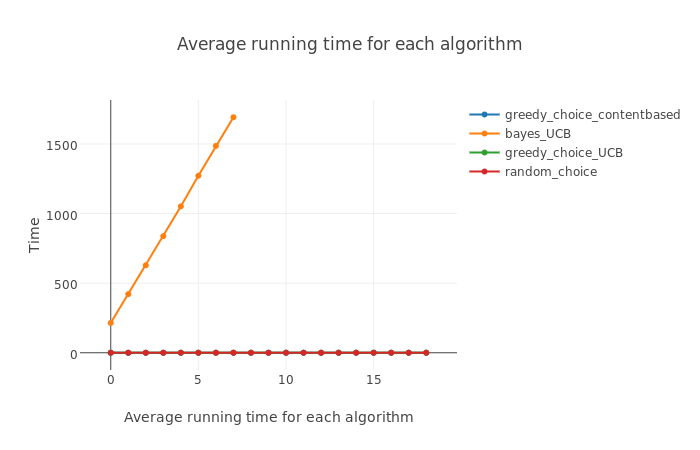 Average running time for each algorithm
greedy_choice_contentbased
bayes_UCB
greedy_choice_UCB
random_choice
Time
1500
1000
500
0
0 5 10 15
Average running time for each algorithm